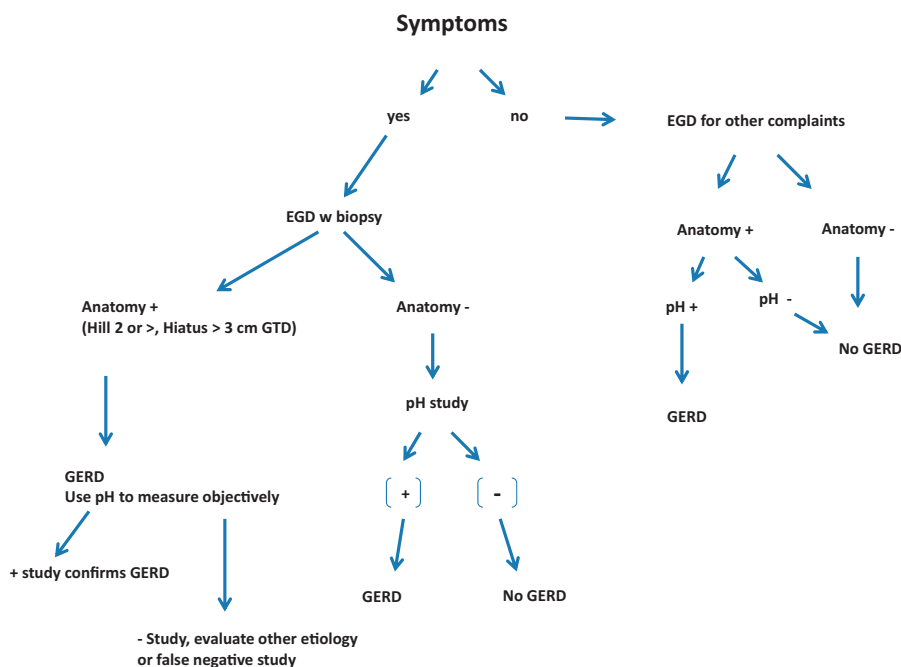 Symptoms
yes
no
EGD for other complaints
EGD w biopsy
Anatomy +
Anatomy -
Anatomy +
(Hill 2 or >, Hiatus > 3 cm GTD)
Anatomy -
pH +
pH -
No GERD
pH study
GERD
GERD
Use pH to measure objectively
+
-
+ study confirms GERD
GERD
No GERD
- Study, evaluate other etiology
or false negative study